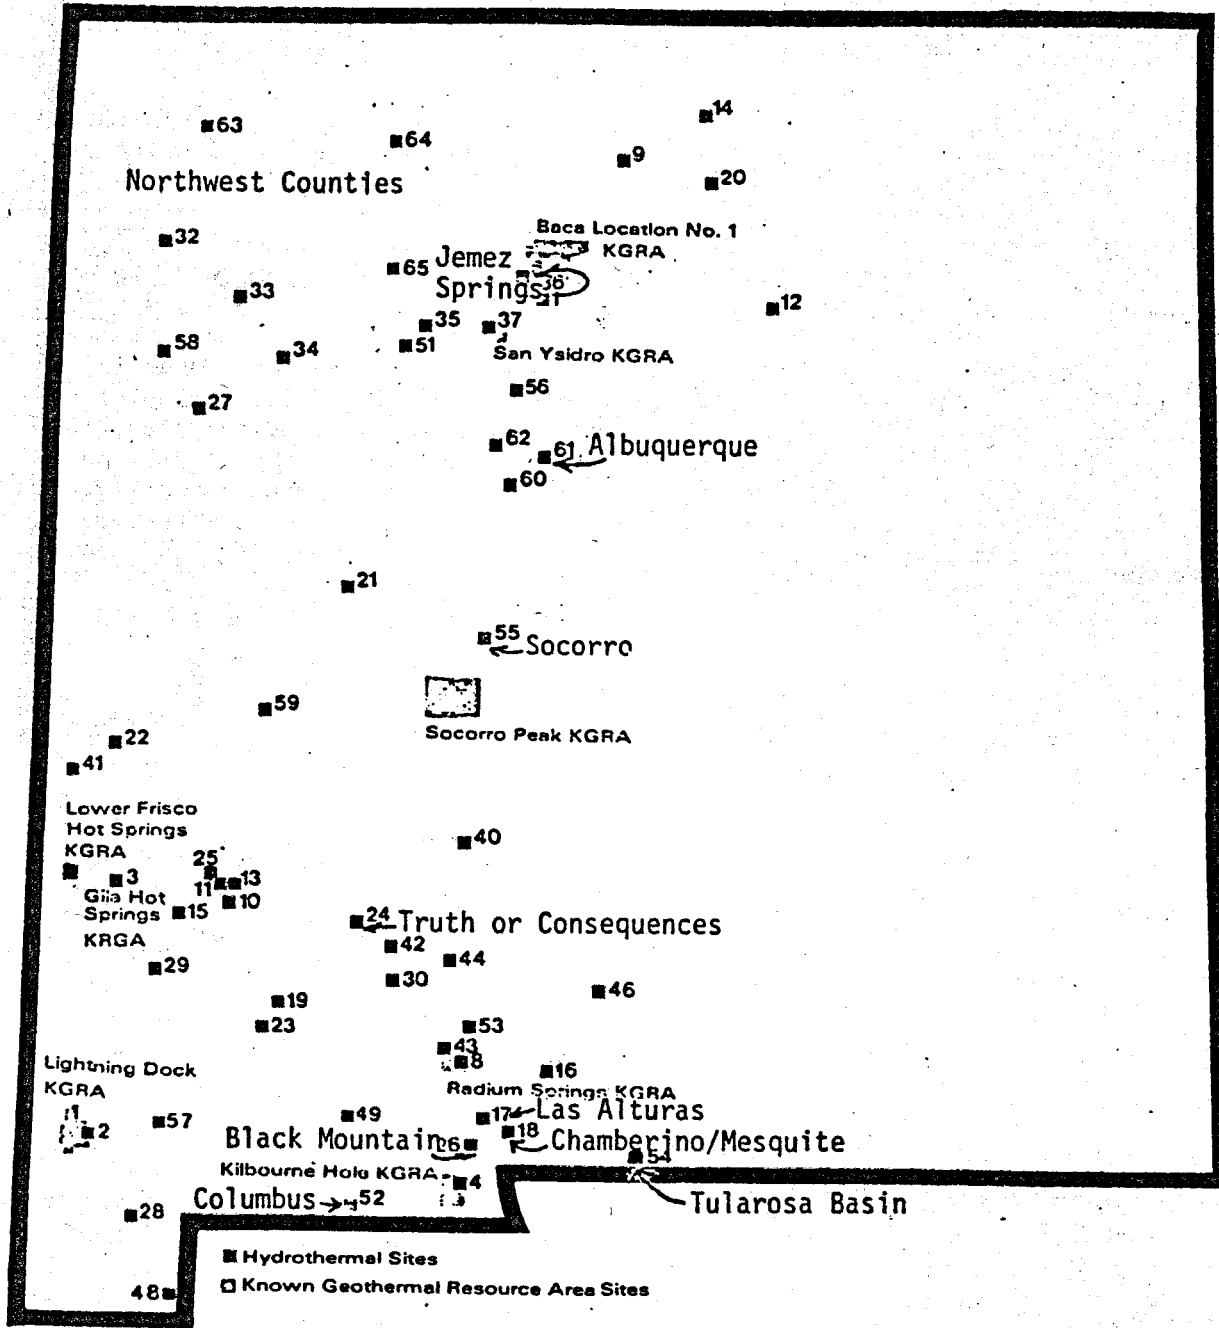 14
63
64
9
20
Northwest Counties
Baca Location No. 1
KGRA
32
65
Jemez
Springs
36
1
33
12
35
37
58
34
51
San Ysidro KGRA
56
27
62
61
Albuquerque
60
21
55
Socorro
59
Socorro Peak KGRA
22
41
Lower Frisco
Hot Springs
KGRA
40
25
3
11
13
Gila Hot
Springs
KRGA
15
10
24
Truth or Consequences
42
44
29
30
46
19
23
53
43
8
Lightning Dock
KGRA
16
Radium Springs KGRA
2
57
49
17
Las Alturas
Black Mountain
26
18
Chamberino/Mesquite
54
Kilbourne Hole KGRA
4
Columbus
52
Tularosa Basin
28
Hydrothermal Sites
Known Geothermal Resource Area Sites
48